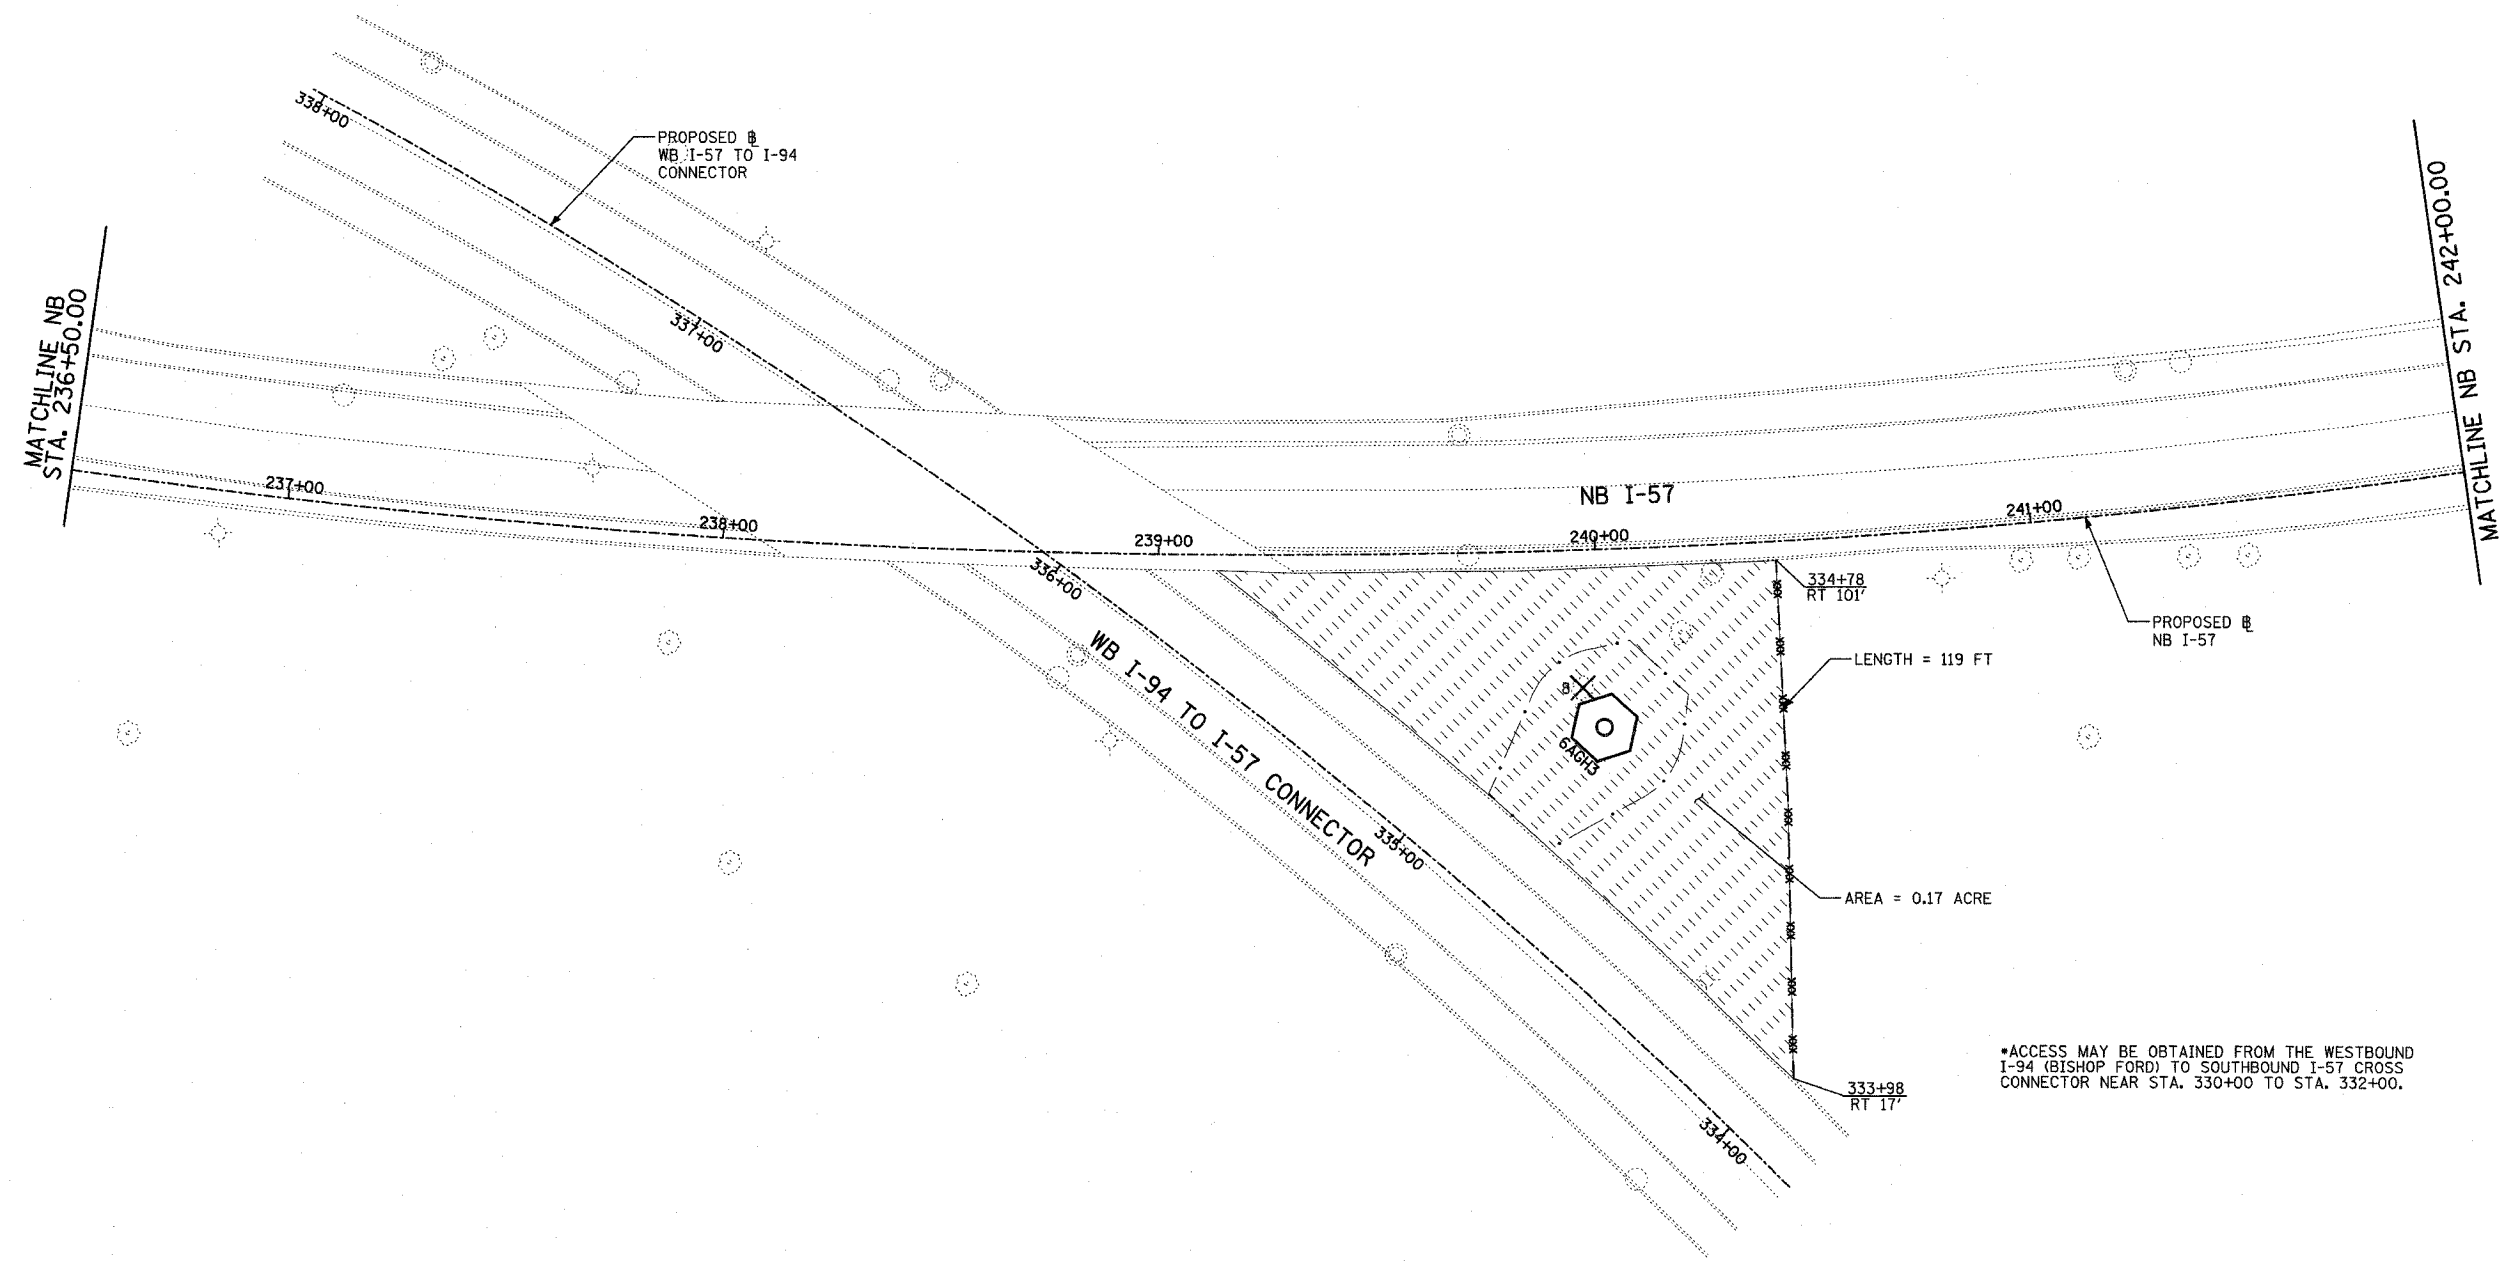 338+00
PROPOSED ℄
WB I-57 TO I-94
CONNECTOR
MATCHLINE NB
STA. 236+50.00
337+00
MATCHLINE NB STA. 242+00.00
237+00
238+00
239+00
240+00
241+00
NB I-57
336+00
334+78
RT 101'
PROPOSED ℄
NB I-57
WB I-94 TO I-57 CONNECTOR
LENGTH = 119 FT
8
6AGH3
335+00
AREA = 0.17 ACRE
334+00
333+98
RT 17'
*ACCESS MAY BE OBTAINED FROM THE WESTBOUND
I-94 (BISHOP FORD) TO SOUTHBOUND I-57 CROSS
CONNECTOR NEAR STA. 330+00 TO STA. 332+00.